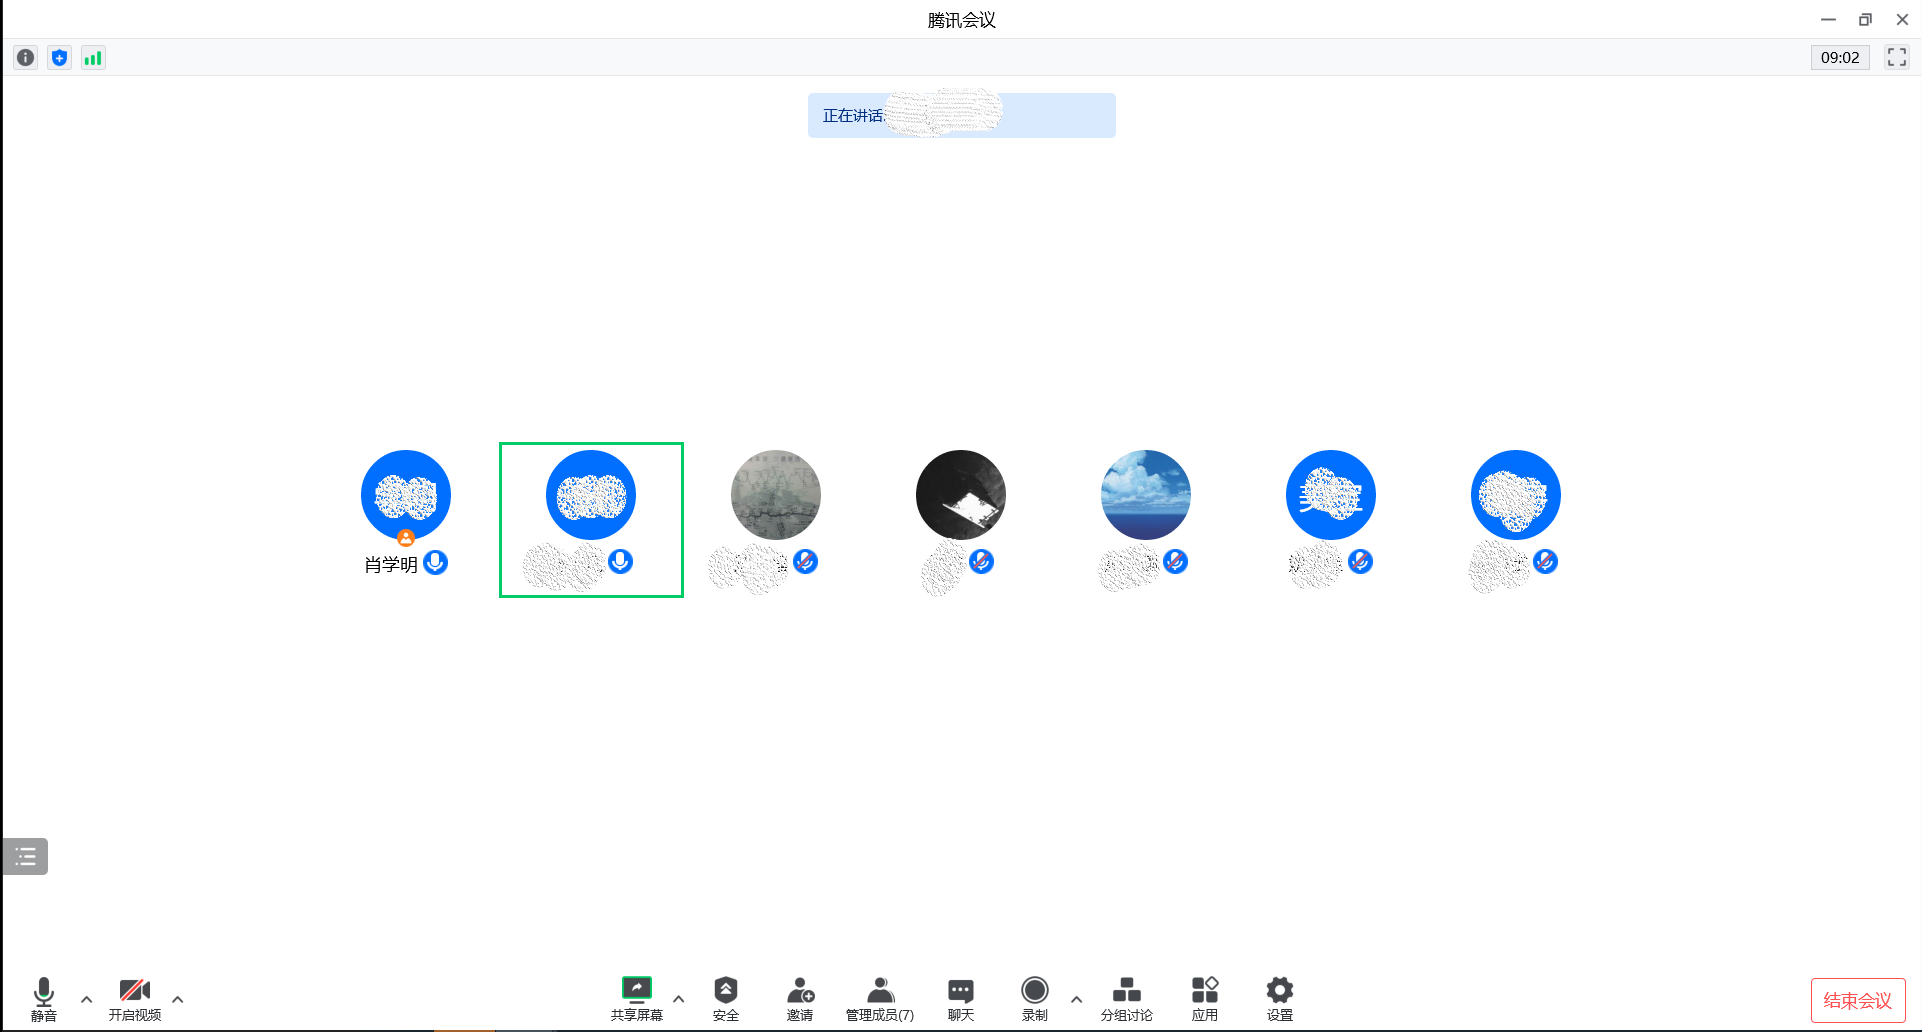 腾讯会议
09:02
正在讲话:
肖学明
静音
开启视频
共享屏幕
安全
邀请
管理成员(7)
聊天
录制
分组讨论
应用
设置
结束会议